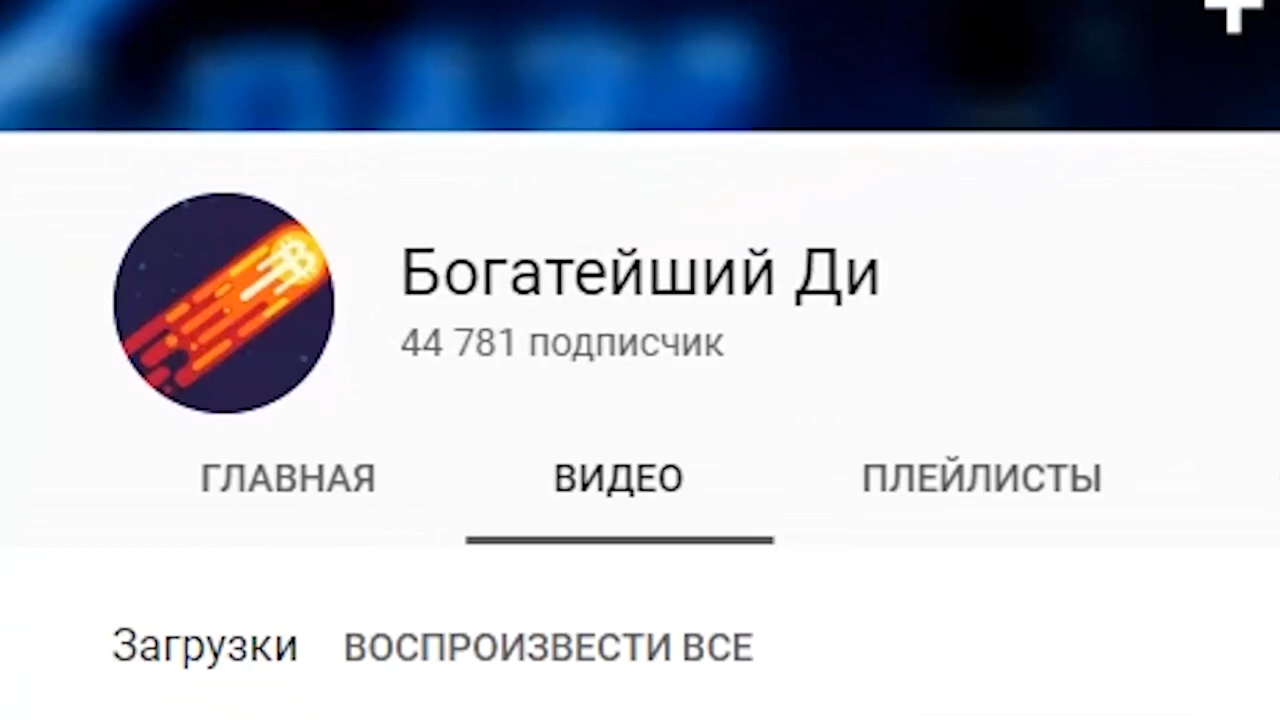 Богатейший Ди
44 781 подписчик
ГЛАВНАЯ ВИДЕО ПЛЕЙЛИСТЫ
Загрузки ВОСПРОИЗВЕСТИ ВСЕ